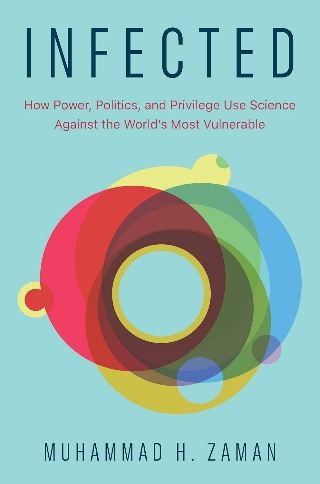 INFECTED
How Power, Politics, and Privilege Use Science
Against the World's Most Vulnerable
MUHAMMAD H. ZAMAN